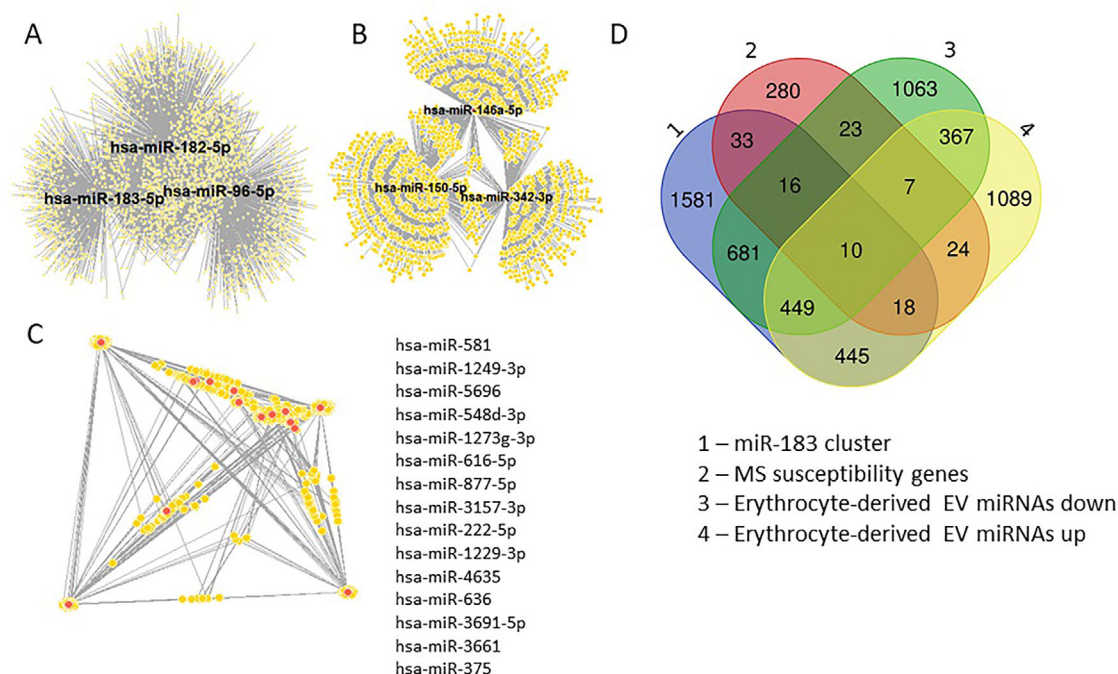 A
hsa-miR-182-5p
hsa-miR-183-5p
hsa-miR-96-5p
B
hsa-miR-146a-5p
hsa-miR-150-5p
hsa-miR-342-3p
C
hsa-miR-581
hsa-miR-1249-3p
hsa-miR-5696
hsa-miR-548d-3p
hsa-miR-1273g-3p
hsa-miR-616-5p
hsa-miR-877-5p
hsa-miR-3157-3p
hsa-miR-222-5p
hsa-miR-1229-3p
hsa-miR-4635
hsa-miR-636
hsa-miR-3691-5p
hsa-miR-3661
hsa-miR-375
D
2 3
1 4
280 1063
33 23 367
1581 16 7 1089
681 10 24
449 18
445
1 – miR-183 cluster
2 – MS susceptibility genes
3 – Erythrocyte-derived EV miRNAs down
4 – Erythrocyte-derived EV miRNAs up